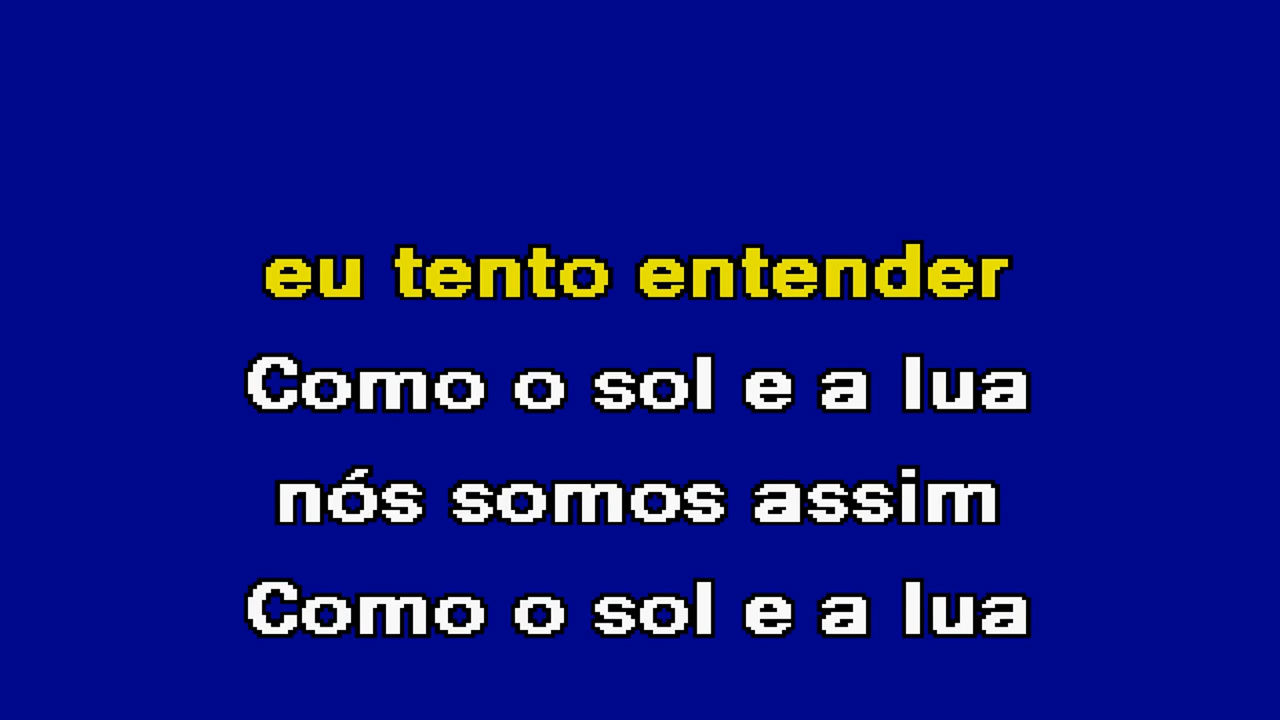 eu tento entender
Como o sol e a lua
nós somos assim
Como o sol e a lua